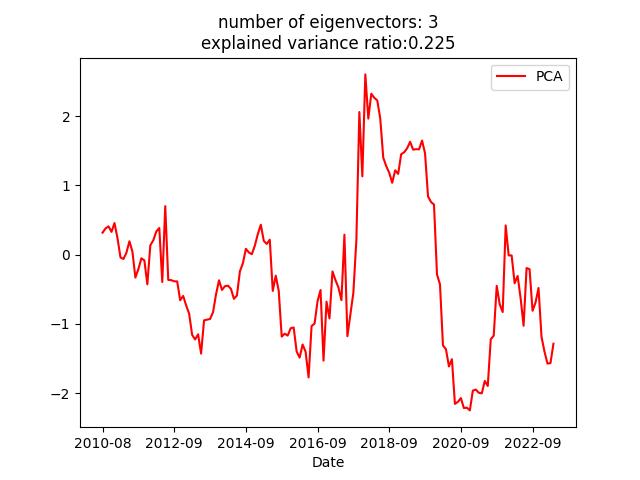 number of eigenvectors: 3
explained variance ratio:0.225
PCA
2
1
0
−1
−2
2010-08 2012-09 2014-09 2016-09 2018-09 2020-09 2022-09
Date